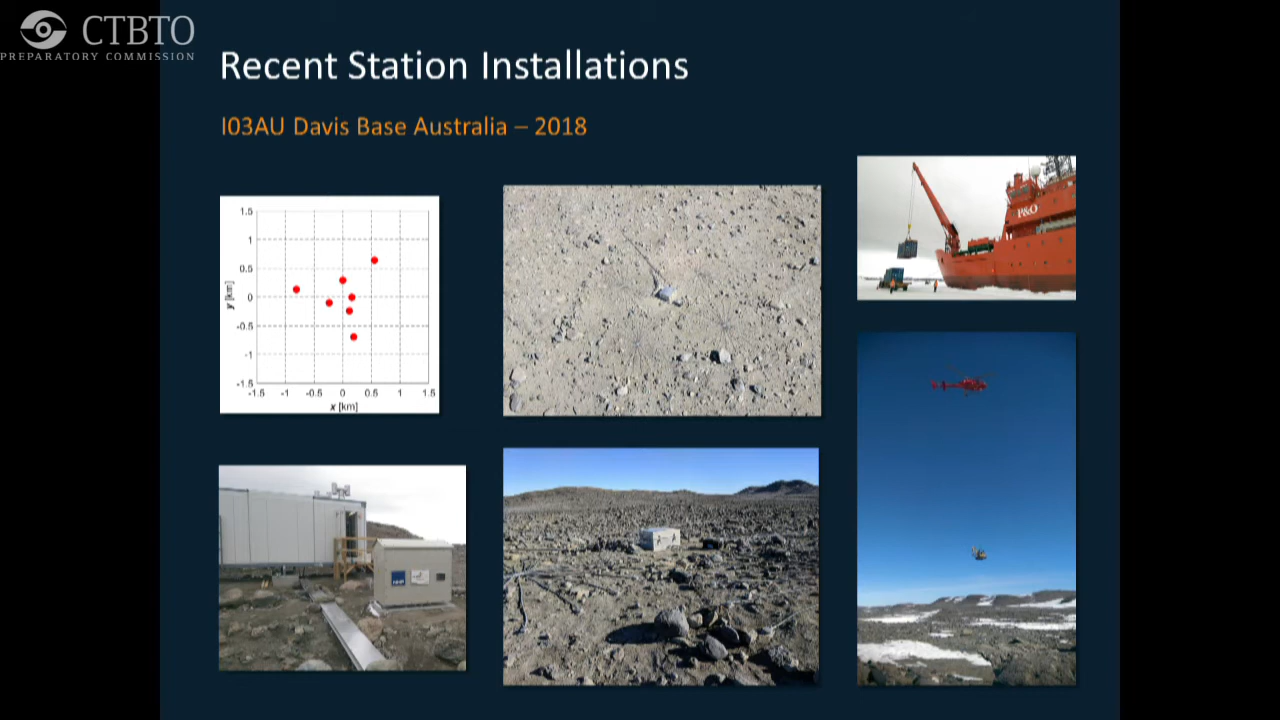 CTBTO
PREPARATORY COMMISSION
Recent Station Installations
I03AU Davis Base Australia – 2018
1.5
1
0.5
0
-0.5
-1
-1.5
y [km]
-1.5 -1 -0.5 0 0.5 1 1.5
x [km]
P&O